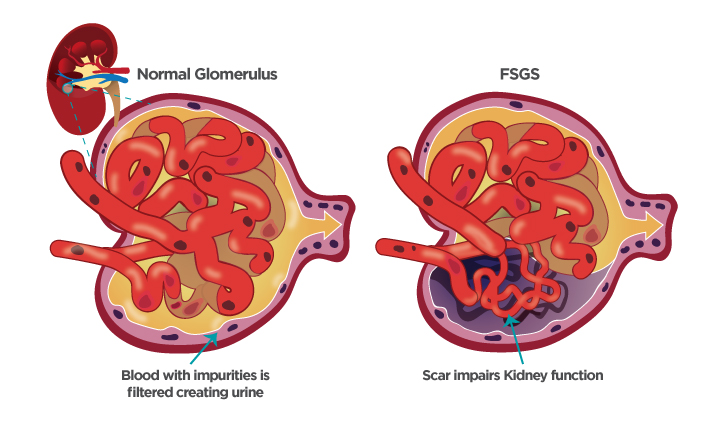 Normal Glomerulus
FSGS
Blood with impurities is
filtered creating urine
Scar impairs Kidney function